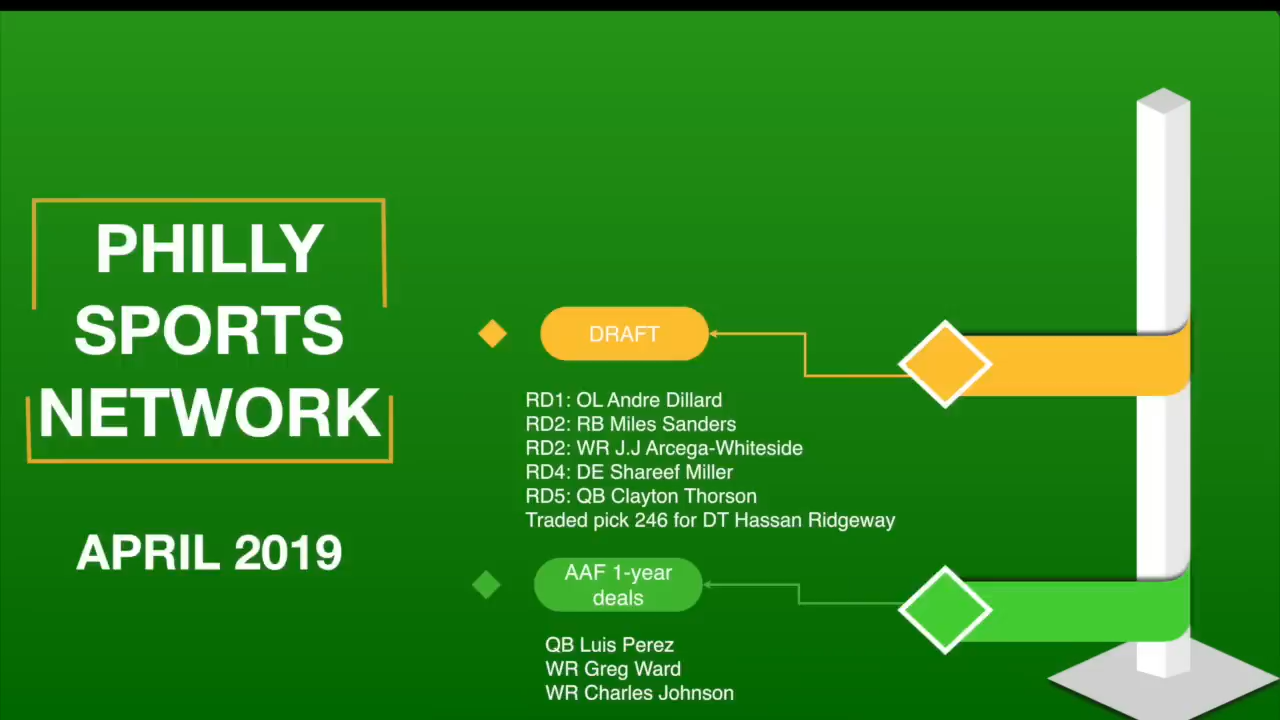 PHILLY
SPORTS
NETWORK
APRIL 2019
DRAFT
RD1: OL Andre Dillard
RD2: RB Miles Sanders
RD2: WR J.J Arcega-Whiteside
RD4: DE Shareef Miller
RD5: QB Clayton Thorson
Traded pick 246 for DT Hassan Ridgeway
AAF 1-year
deals
QB Luis Perez
WR Greg Ward
WR Charles Johnson